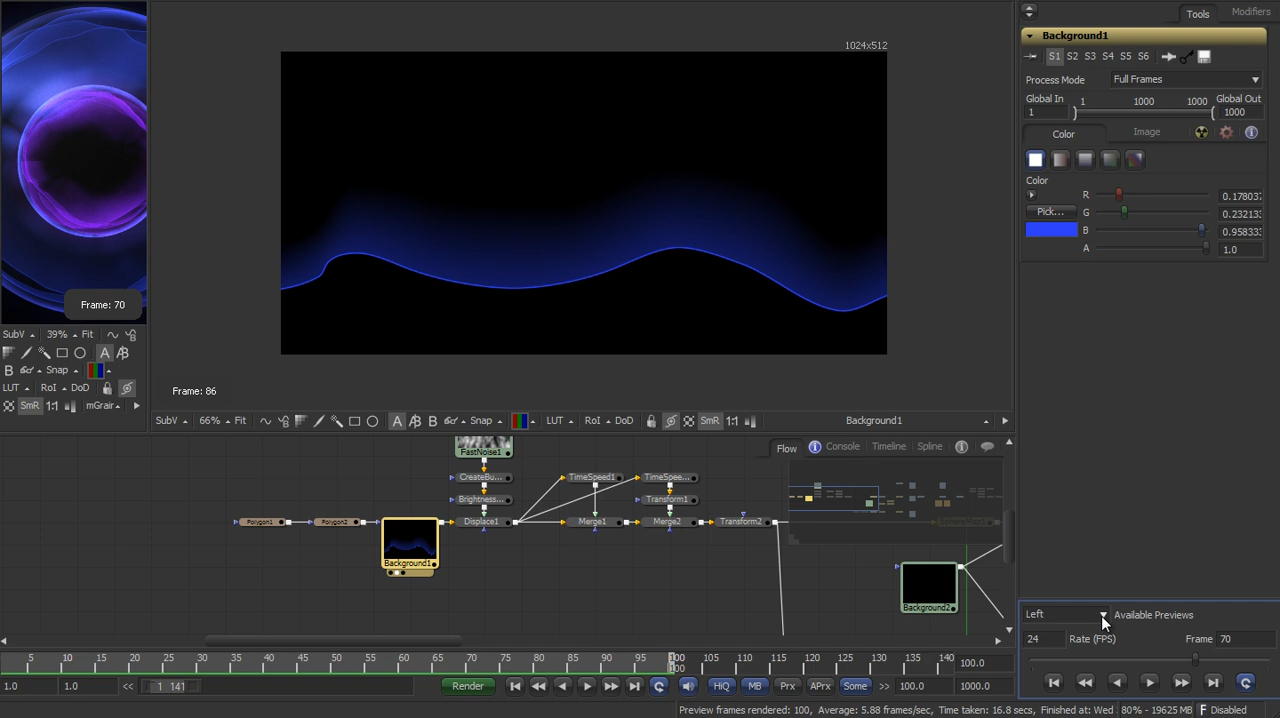 Tools Modifiers
1024x512
Background1
S1 S2 S3 S4 S5 S6
Process Mode Full Frames
Global In 1 1000 1000 Global Out
1 1000
Color Image
Color
R 0.178037
Pick... G 0.232133
B 0.958333
A 1.0
Frame: 70
SubV 39% Fit
A
B Snap
LUT RoI DoD
SmR 1:1 mGrair
Frame: 86
SubV 66% Fit A B Snap LUT RoI DoD SmR 1:1 Background1
Flow Console Timeline Spline
FastNoise1
CreateBu... TimeSpeed1 TimeSpee...
Brightness... Transform1
Polygon1 Polygon2 Displace1 Merge1 Merge2 Transform2
Background1
Background2
Left Available Previews
24 Rate (FPS) Frame 70
5 10 15 20 25 30 35 40 45 50 55 60 65 70 75 80 85 90 95 100 105 110 115 120 125 130 135 140 100.0
100
1.0 1.0 << 1 141 Render HiQ MB Prx APrx Some >> 100.0 1000.0
Preview frames rendered: 100, Average: 5.88 frames/sec, Time taken: 16.8 secs, Finished at: Wed 80% - 19625 MB F Disabled